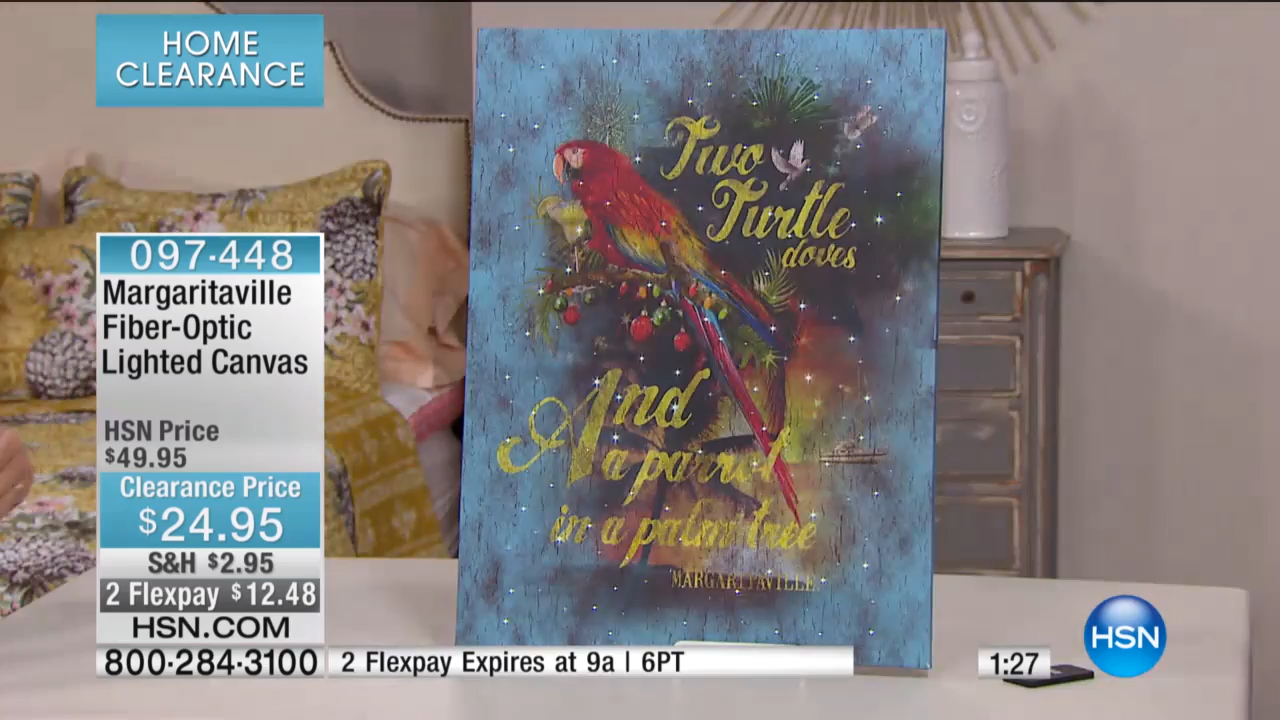 HOME
CLEARANCE
097·448
Margaritaville
Fiber-Optic
Lighted Canvas
HSN Price
$49.95
Clearance Price
$24.95
S&H $2.95
2 Flexpay $12.48
HSN.COM
800·284·3100
2 Flexpay Expires at 9a | 6PT
1:27
HSN
Two
Turtle
doves
And
a parrot
in a palm tree
MARGARITAVILLE